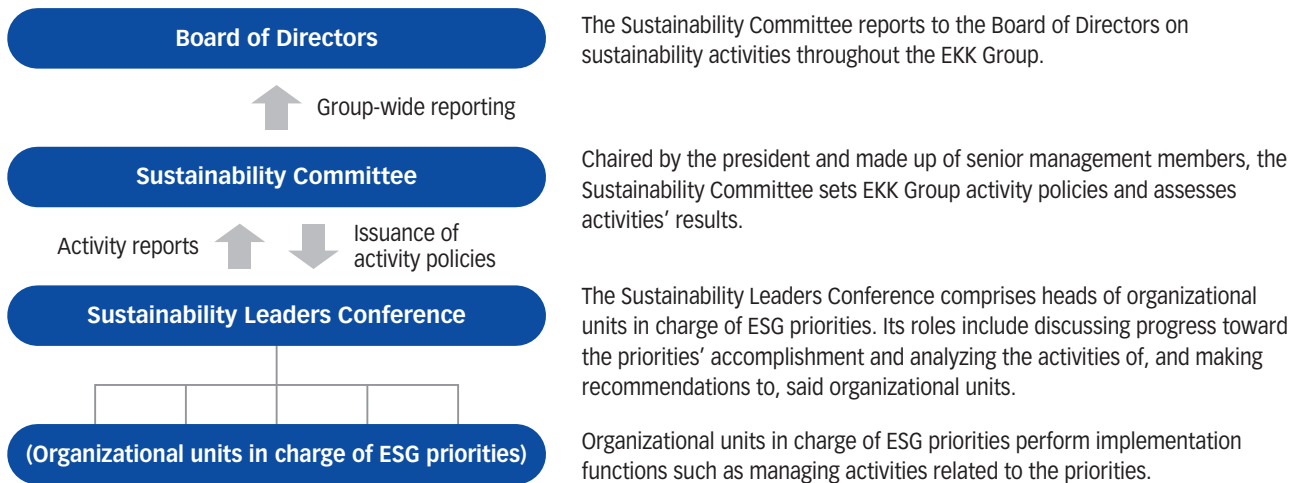 Board of Directors
The Sustainability Committee reports to the Board of Directors on
sustainability activities throughout the EKK Group.
Group-wide reporting
Sustainability Committee
Chaired by the president and made up of senior management members, the
Sustainability Committee sets EKK Group activity policies and assesses
activities’ results.
Activity reports
Issuance of
activity policies
Sustainability Leaders Conference
The Sustainability Leaders Conference comprises heads of organizational
units in charge of ESG priorities. Its roles include discussing progress toward
the priorities’ accomplishment and analyzing the activities of, and making
recommendations to, said organizational units.
(Organizational units in charge of ESG priorities)
Organizational units in charge of ESG priorities perform implementation
functions such as managing activities related to the priorities.